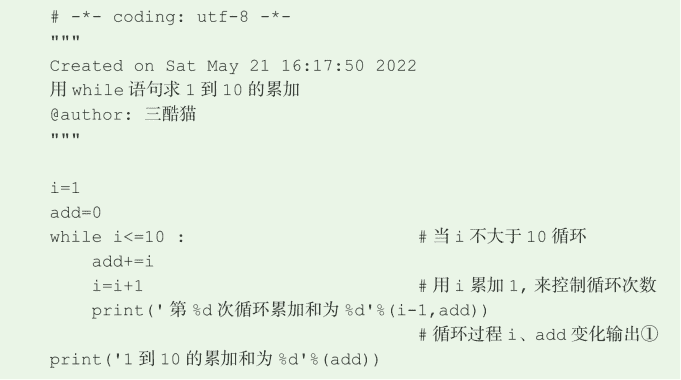 # -*- coding: utf-8 -*-
"""
Created on Sat May 21 16:17:50 2022
用 while 语句求 1 到 10 的累加
@author: 三酷猫
"""
i=1
add=0
while i<=10 : # 当 i 不大于 10 循环
add+=i
i=i+1 # 用 i 累加 1, 来控制循环次数
print(' 第 %d 次循环累加和为 %d'%(i-1,add))
# 循环过程 i、add 变化输出①
print('1 到 10 的累加和为 %d'%(add))